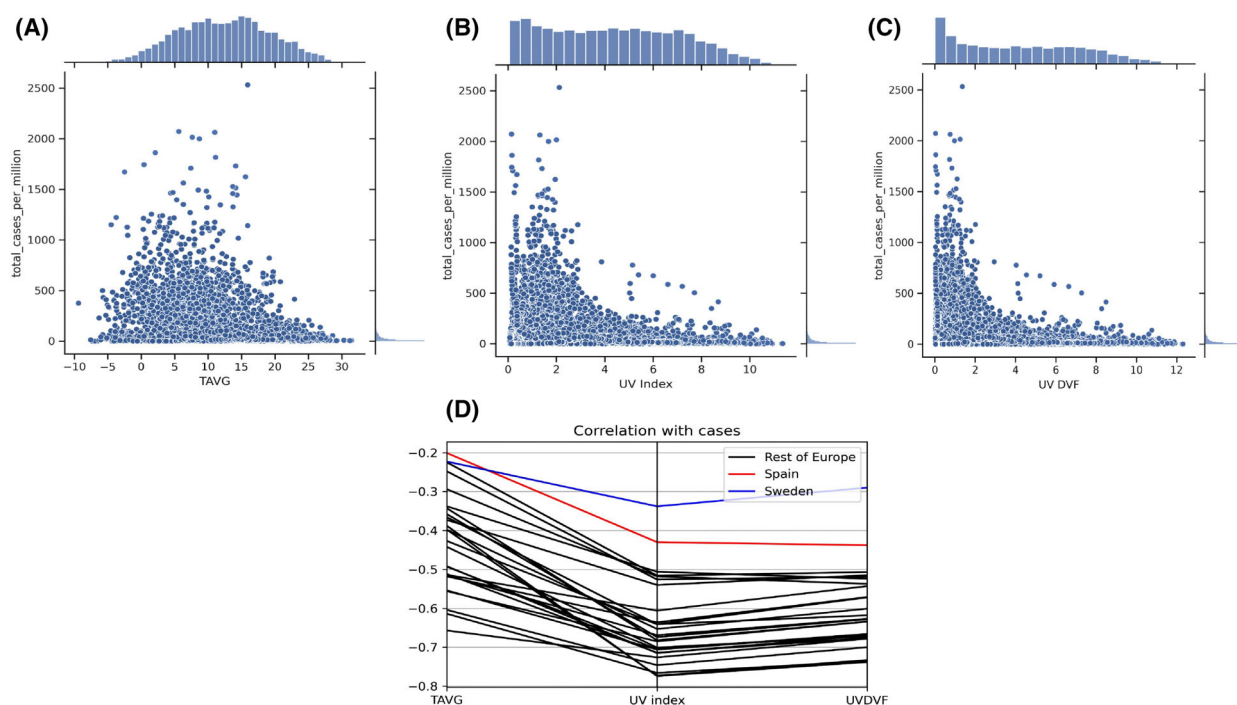 (A)
(B)
(C)
2500
2000
1500
1000
500
0
total_cases_per_million
−10 −5 0 5 10 15 20 25 30
TAVG
2500
2000
1500
1000
500
0
total_cases_per_million
0 2 4 6 8 10
UV Index
2500
2000
1500
1000
500
0
total_cases_per_million
0 2 4 6 8 10 12
UV DVF
(D)
Correlation with cases
−0.2
−0.3
−0.4
−0.5
−0.6
−0.7
−0.8
Rest of Europe
Spain
Sweden
TAVG UV index UVDVF